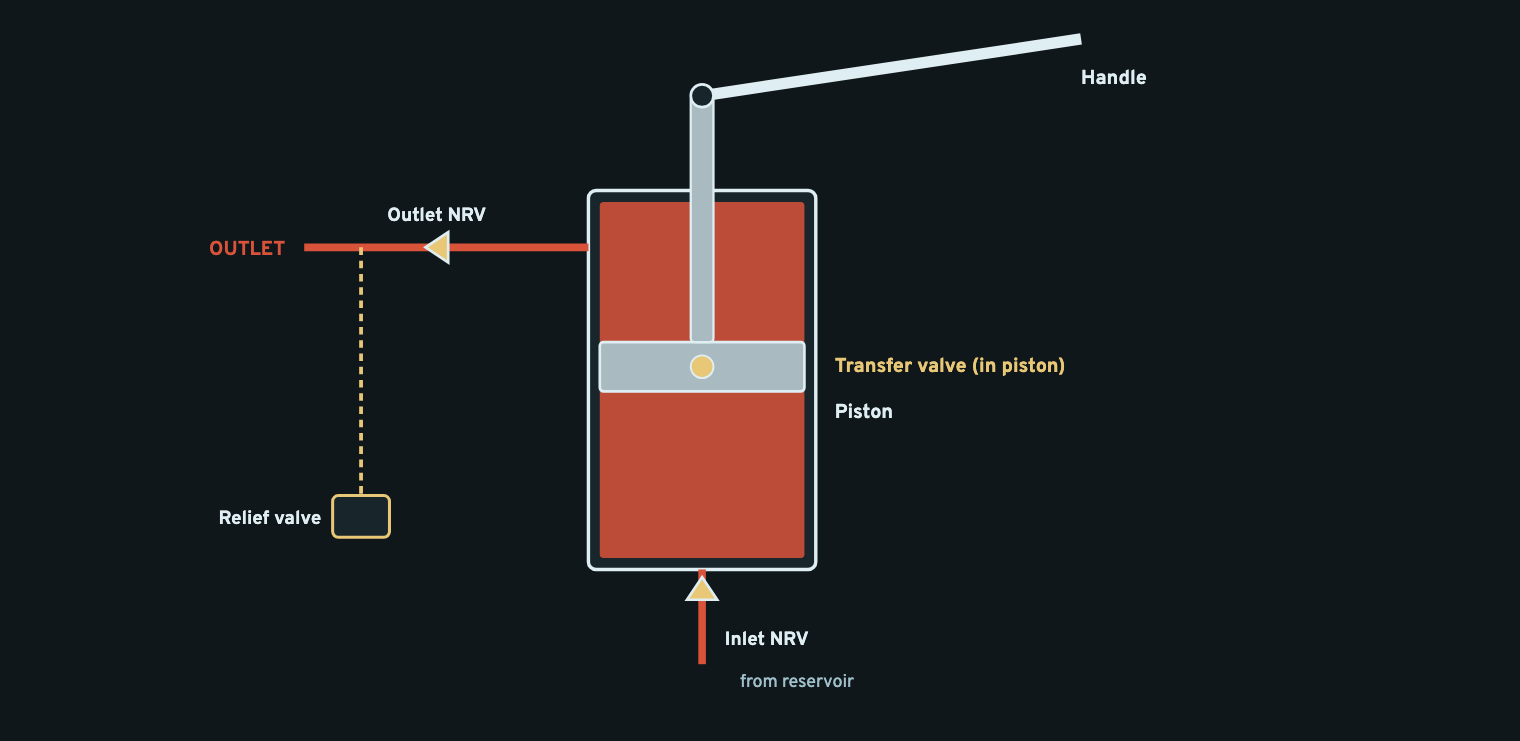 Handle
Outlet NRV
OUTLET
Transfer valve (in piston)
Piston
Relief valve
Inlet NRV
from reservoir